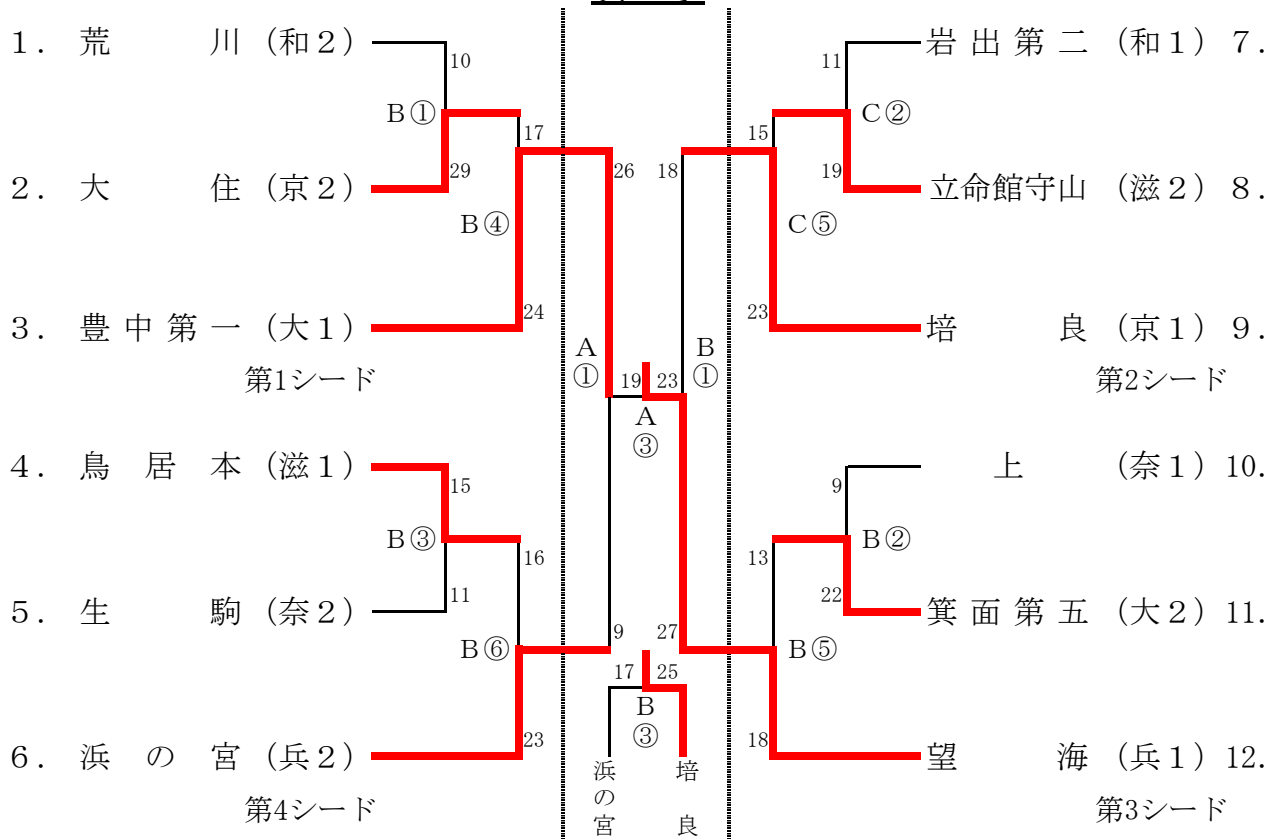 1. 荒川 (和2)
10
B①
17
29
2. 大住 (京2)
B④
24
3. 豊中第一 (大1)
第1シード
26
A
①
19
4. 鳥居本 (滋1)
15
B③
16
11
5. 生駒 (奈2)
B⑥
9
23
6. 浜の宮 (兵2)
第4シード
23
A
③
17
25
B
③
浜の宮
培良
岩出第二 (和1) 7.
11
C②
15
19
立命館守山 (滋2) 8.
18
C⑤
23
培良 (京1) 9.
第2シード
B
①
上 (奈1) 10.
9
B②
13
22
箕面第五 (大2) 11.
27
B⑤
18
望海 (兵1) 12.
第3シード